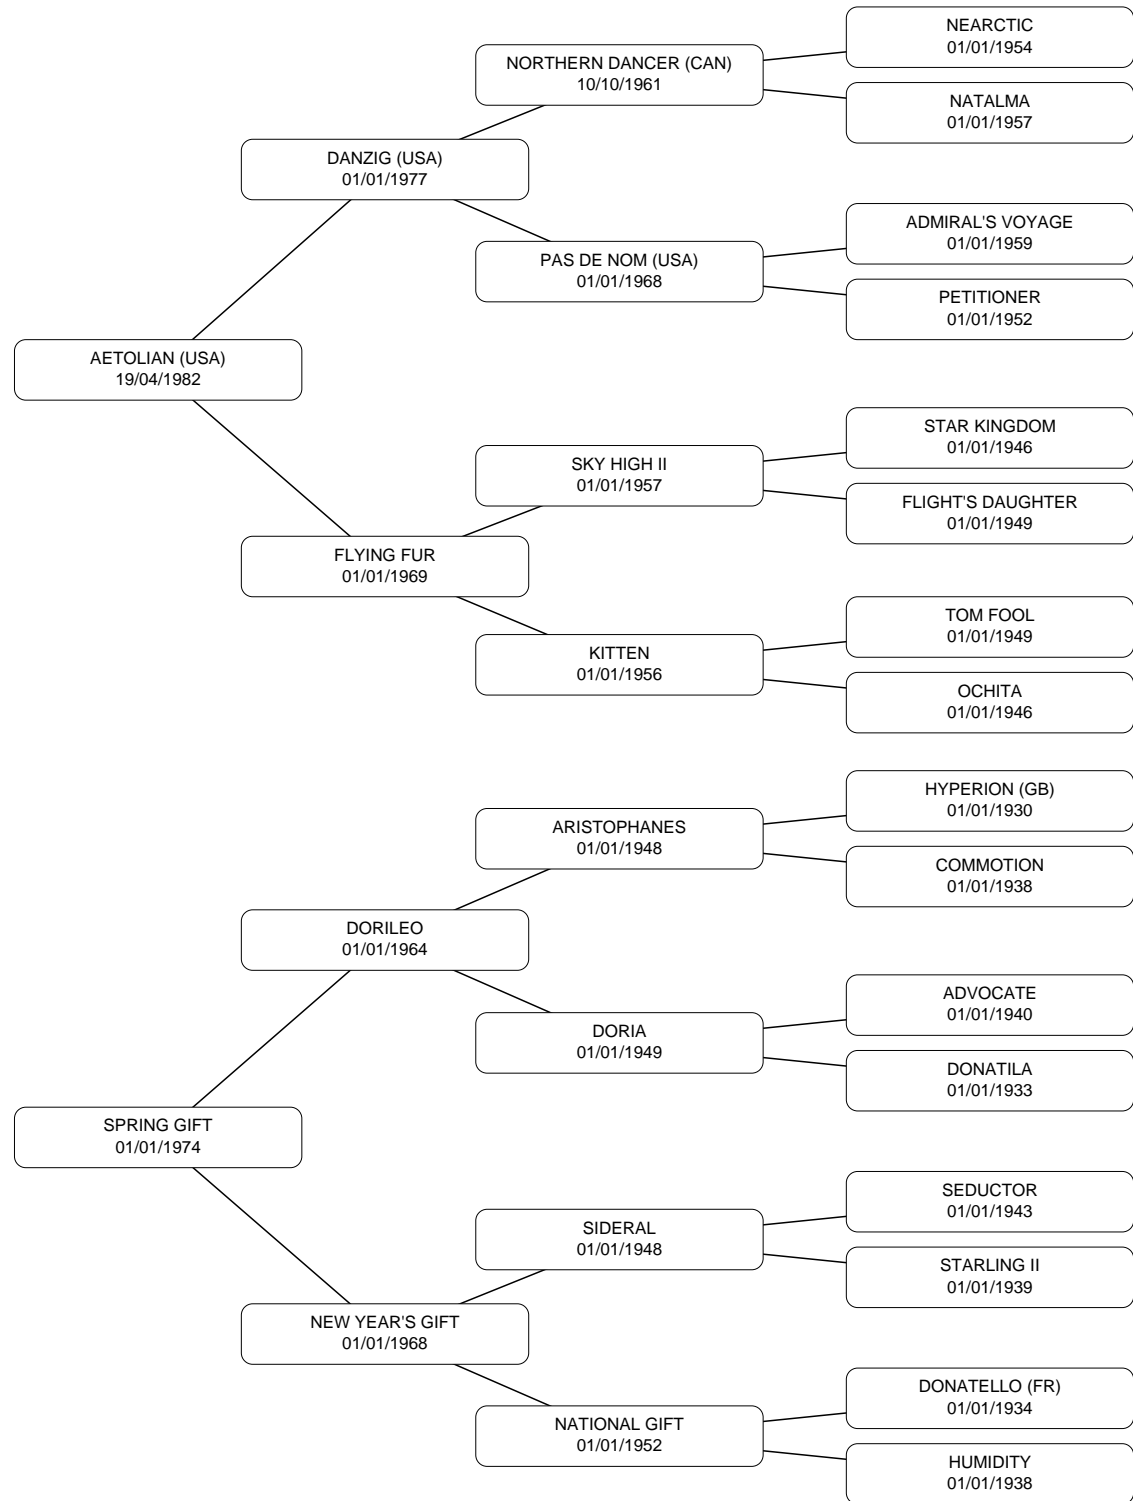 NEARCTIC
01/01/1954
NORTHERN DANCER (CAN)
10/10/1961
NATALMA
01/01/1957
DANZIG (USA)
01/01/1977
ADMIRAL'S VOYAGE
01/01/1959
PAS DE NOM (USA)
01/01/1968
PETITIONER
01/01/1952
AETOLIAN (USA)
19/04/1982
STAR KINGDOM
01/01/1946
SKY HIGH II
01/01/1957
FLIGHT'S DAUGHTER
01/01/1949
FLYING FUR
01/01/1969
TOM FOOL
01/01/1949
KITTEN
01/01/1956
OCHITA
01/01/1946
HYPERION (GB)
01/01/1930
ARISTOPHANES
01/01/1948
COMMOTION
01/01/1938
DORILEO
01/01/1964
ADVOCATE
01/01/1940
DORIA
01/01/1949
DONATILA
01/01/1933
SPRING GIFT
01/01/1974
SEDUCTOR
01/01/1943
SIDERAL
01/01/1948
STARLING II
01/01/1939
NEW YEAR'S GIFT
01/01/1968
DONATELLO (FR)
01/01/1934
NATIONAL GIFT
01/01/1952
HUMIDITY
01/01/1938